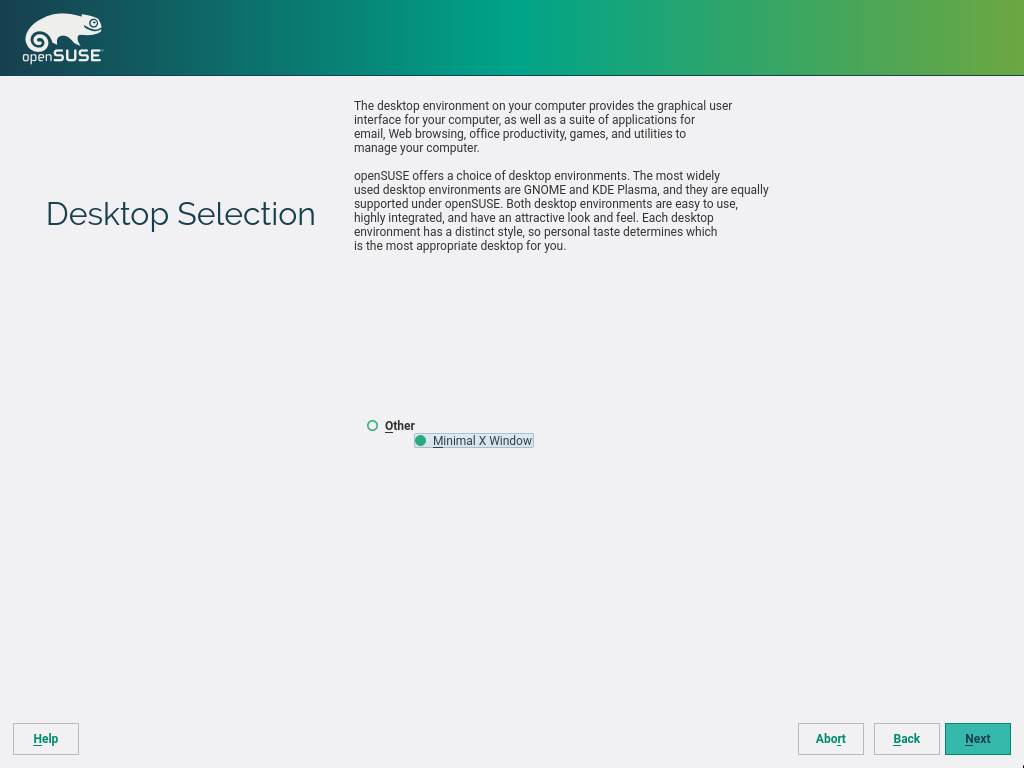 openSUSE
The desktop environment on your computer provides the graphical user
interface for your computer, as well as a suite of applications for
email, Web browsing, office productivity, games, and utilities to
manage your computer.
openSUSE offers a choice of desktop environments. The most widely
used desktop environments are GNOME and KDE Plasma, and they are equally
supported under openSUSE. Both desktop environments are easy to use,
highly integrated, and have an attractive look and feel. Each desktop
environment has a distinct style, so personal taste determines which
is the most appropriate desktop for you.
Desktop Selection
Other
Minimal X Window
Help
Abort
Back
Next